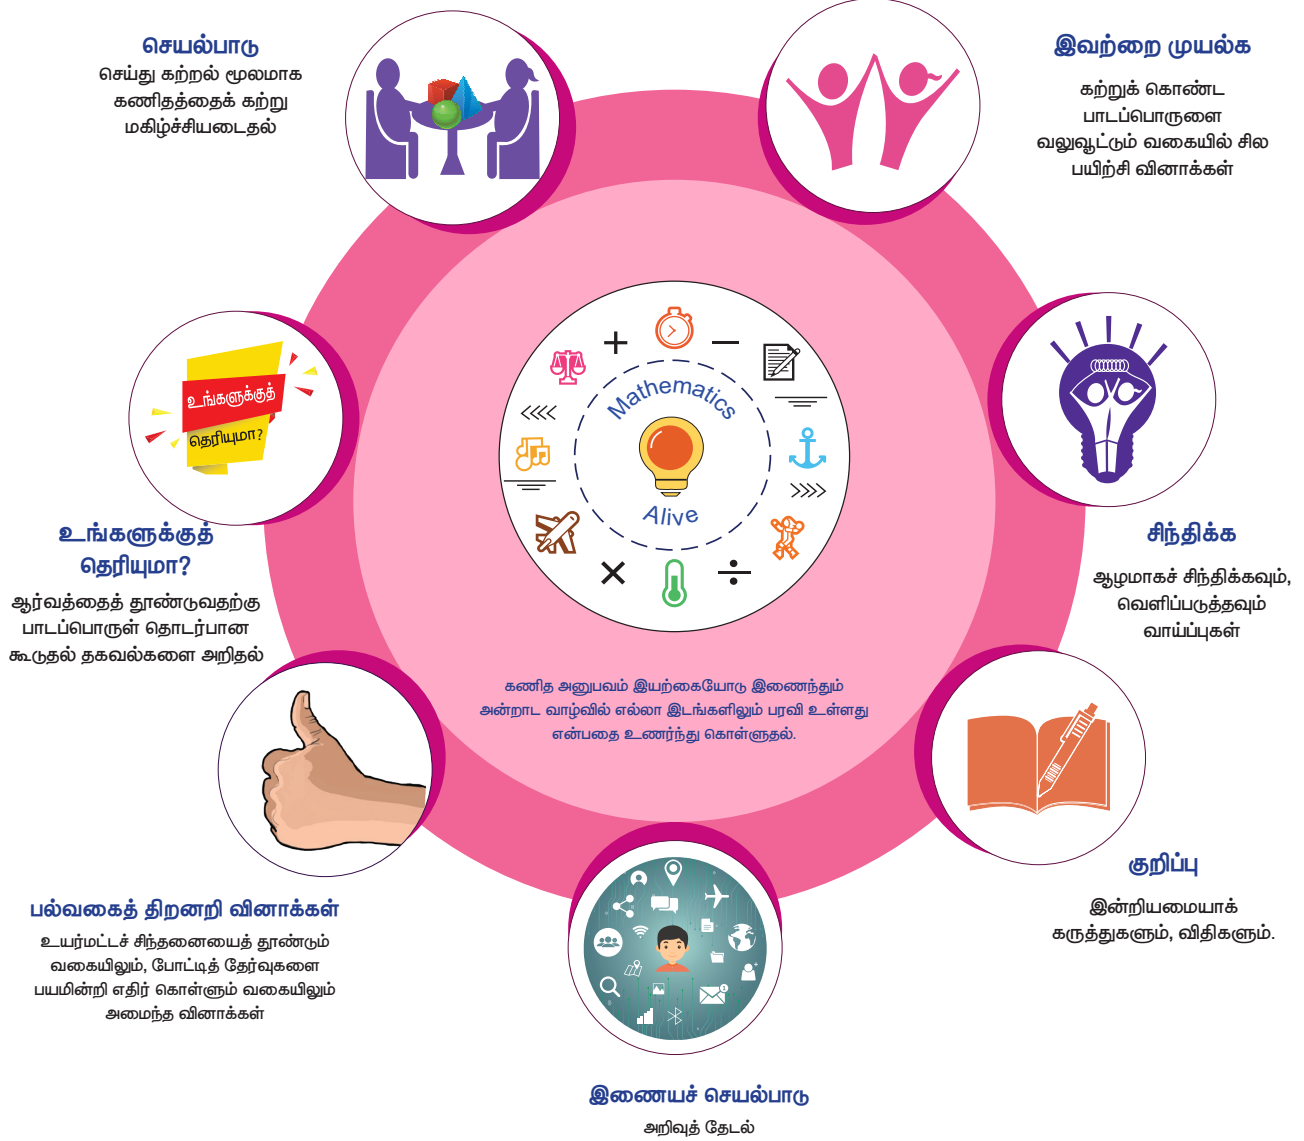 செயல்பாடு
செய்து கற்றல் மூலமாக
கணிதத்தைக் கற்று
மகிழ்ச்சியடைதல்
இவற்றை முயல்க
கற்றுக் கொண்ட
பாடப்பொருளை
வலுவூட்டும் வகையில் சில
பயிற்சி வினாக்கள்
உங்களுக்குத்
தெரியுமா?
உங்களுக்குத்
தெரியுமா?
ஆர்வத்தைத் தூண்டுவதற்கு
பாடப்பொருள் தொடர்பான
கூடுதல் தகவல்களை அறிதல்
Mathematics
Alive
சிந்திக்க
ஆழமாகச் சிந்திக்கவும்,
வெளிப்படுத்தவும்
வாய்ப்புகள்
கணித அனுபவம் இயற்கையோடு இணைந்தும்
அன்றாட வாழ்வில் எல்லா இடங்களிலும் பரவி உள்ளது
என்பதை உணர்ந்து கொள்ளுதல்.
பல்வகைத் திறனறி வினாக்கள்
உயர்மட்டச் சிந்தனையைத் தூண்டும்
வகையிலும், போட்டித் தேர்வுகளை
பயமின்றி எதிர் கொள்ளும் வகையிலும்
அமைந்த வினாக்கள்
குறிப்பு
இன்றியமையாக்
கருத்துகளும், விதிகளும்.
இணையச் செயல்பாடு
அறிவுத் தேடல்